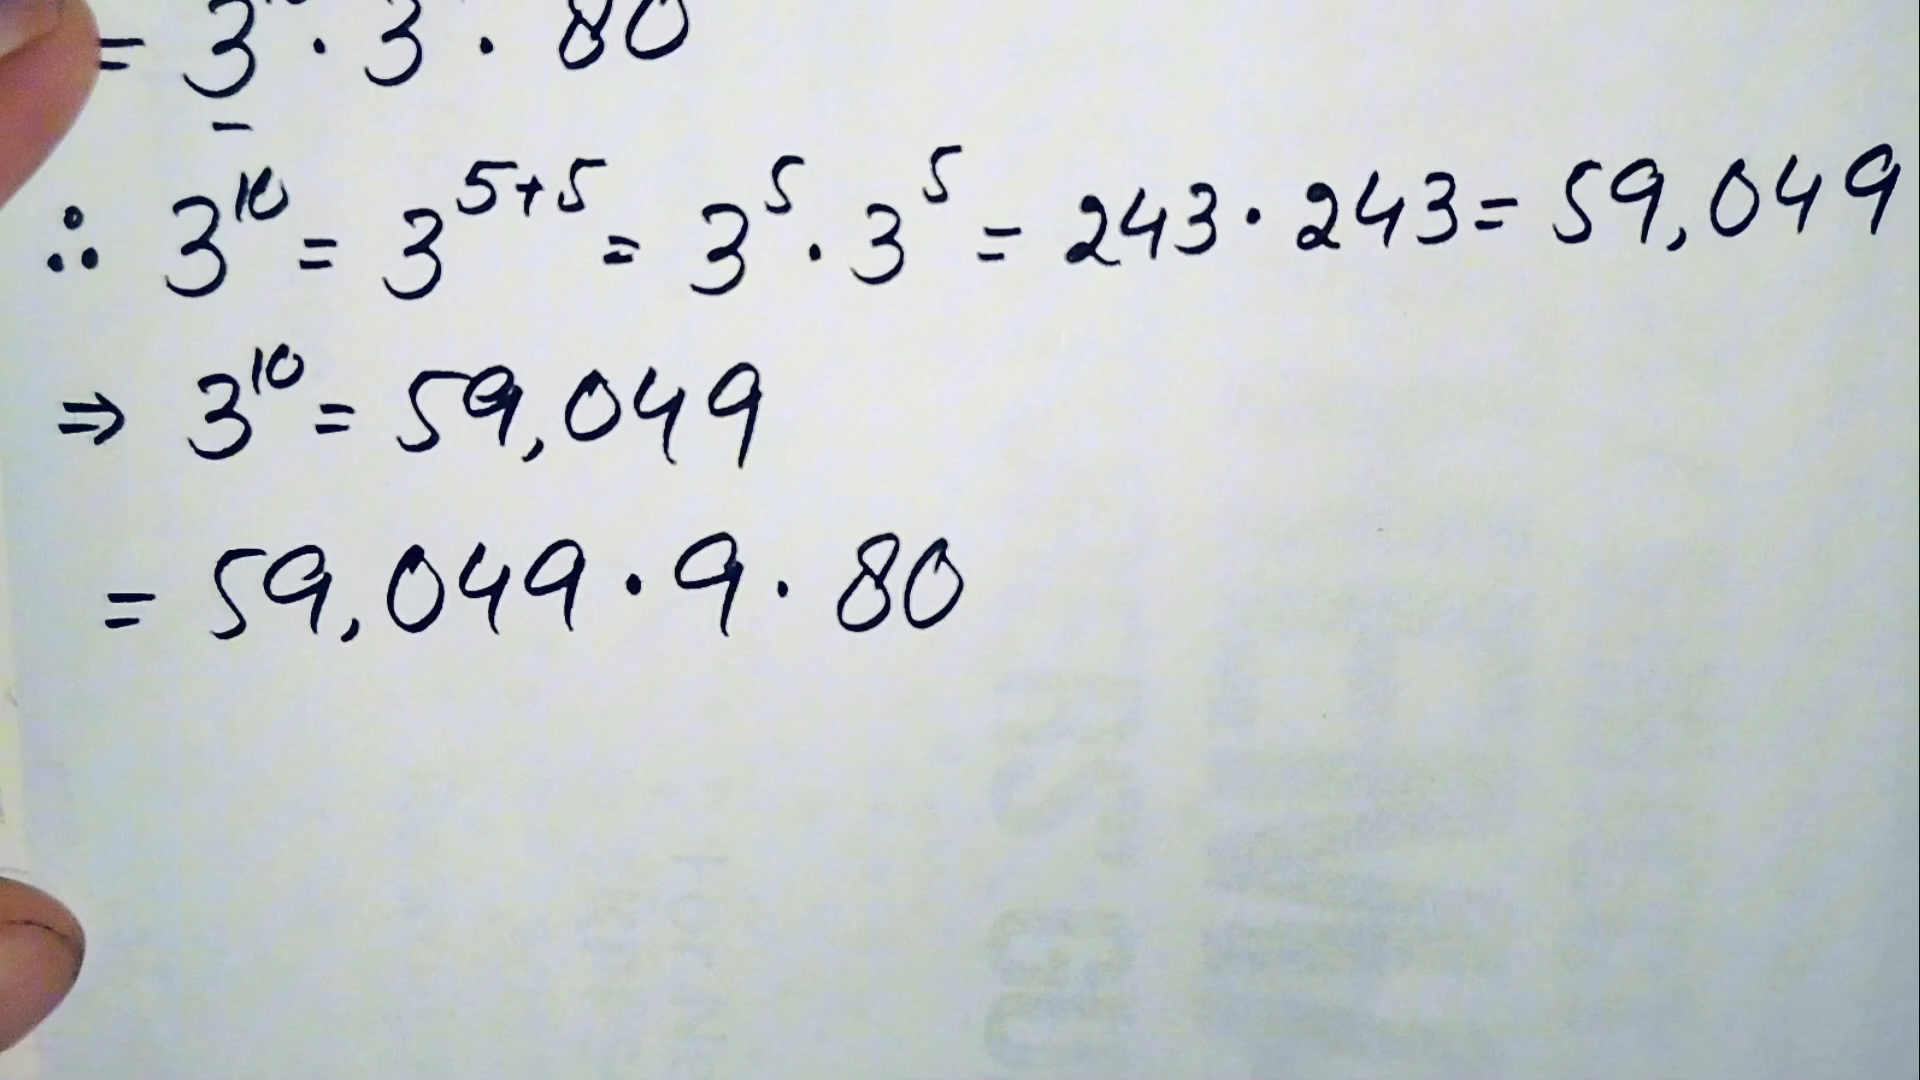 = 3 · 3 · 80
∴ 3¹⁰ = 3⁵⁺⁵ = 3⁵ · 3⁵ = 243 · 243 = 59,049
⇒ 3¹⁰ = 59,049
= 59,049 · 9 · 80